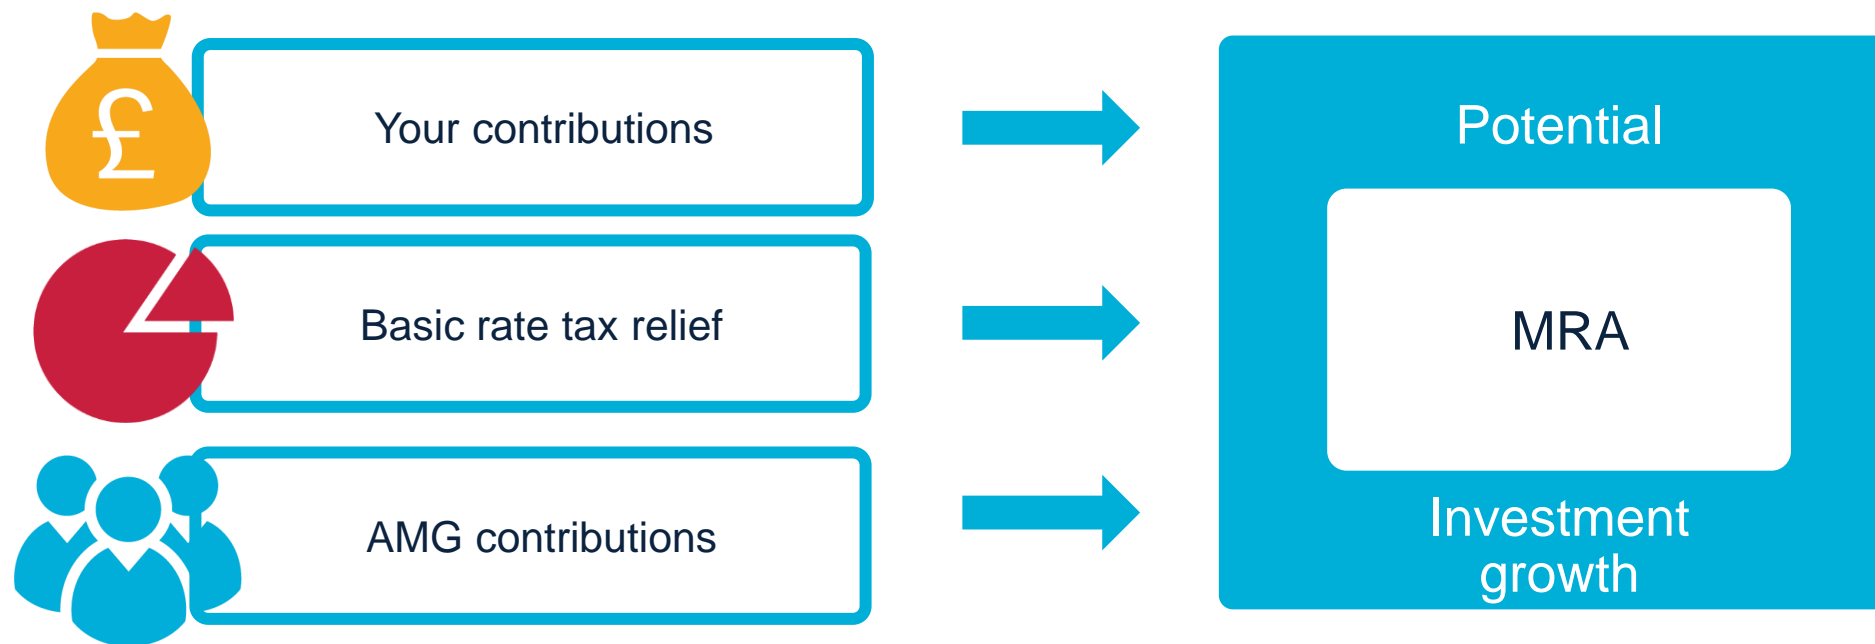 £
Your contributions
Basic rate tax relief
AMG contributions
Potential
MRA
Investment
growth